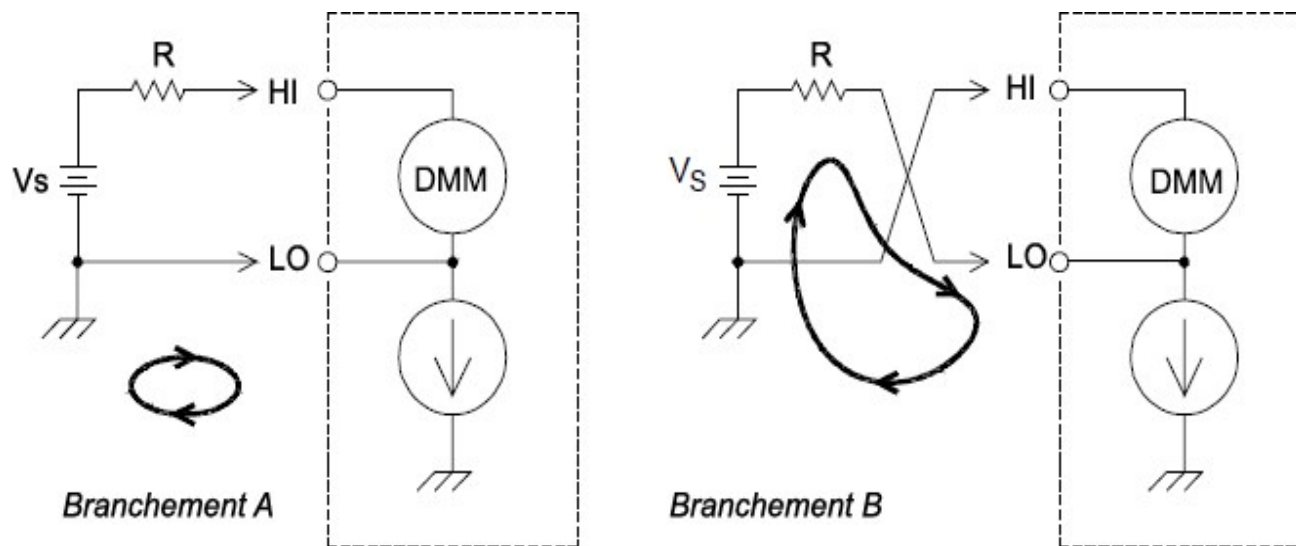 R
HI
Vs
DMM
LO
Branchement A
R
HI
VS
DMM
LO
Branchement B